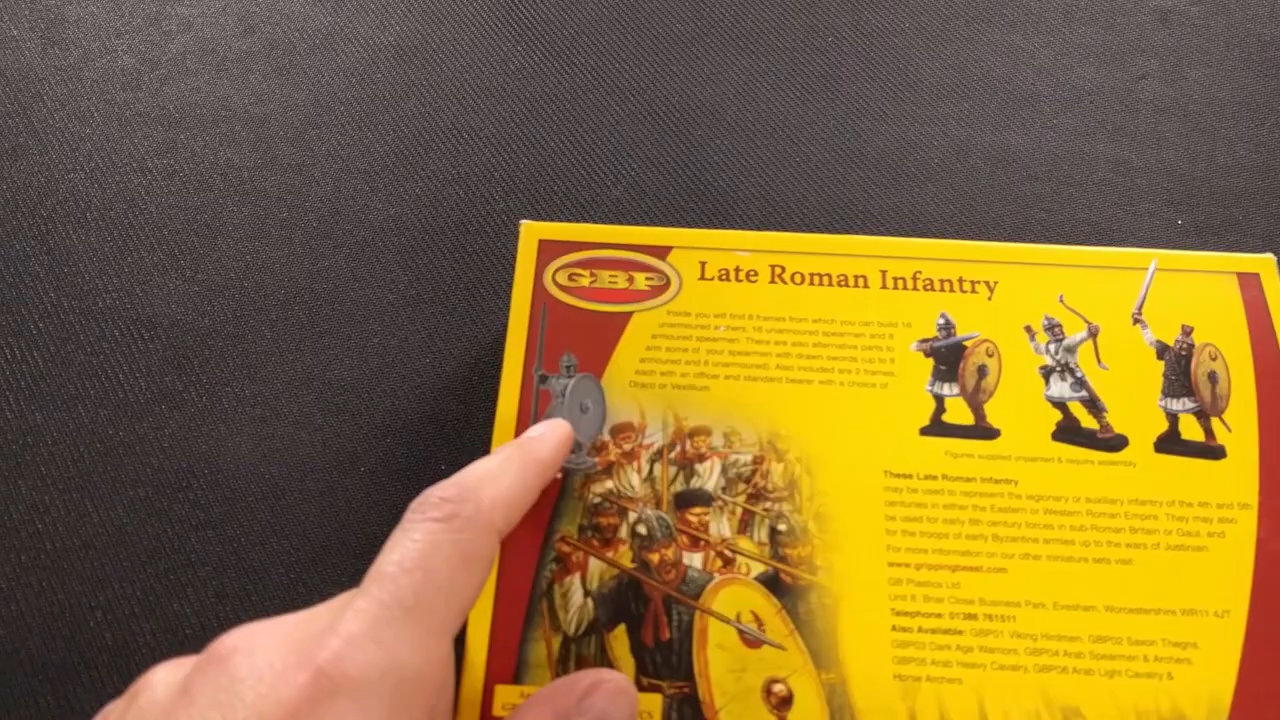 GBP
Late Roman Infantry
Inside you will find 8 frames from which you can build 16
unarmoured archers, 16 unarmoured spearmen and 8
armoured spearmen. There are also alternative parts to
arm some of your spearmen with drawn swords (up to 8
armoured and 8 unarmoured). Also included are 2 frames,
each with an officer and standard bearer with a choice of
Draco or Vexillium.
Figures supplied unpainted & require assembly
These Late Roman Infantry
may be used to represent the legionary or auxiliary infantry of the 4th and 5th
centuries in either the Eastern or Western Roman Empire. They may also
be used for early 6th century forces in sub-Roman Britain or Gaul, and
for the troops of early Byzantine armies up to the wars of Justinian.
For more information on our other miniature sets visit:
www.grippingbeast.com
GB Plastics Ltd
Unit 8, Briar Close Business Park, Evesham, Worcestershire WR11 4JT
Telephone: 01386 761511
Also Available: GBP01 Viking Hirdmen, GBP02 Saxon Thegns,
GBP03 Dark Age Warriors, GBP04 Arab Spearmen & Archers,
GBP05 Arab Heavy Cavalry, GBP06 Arab Light Cavalry &
Horse Archers